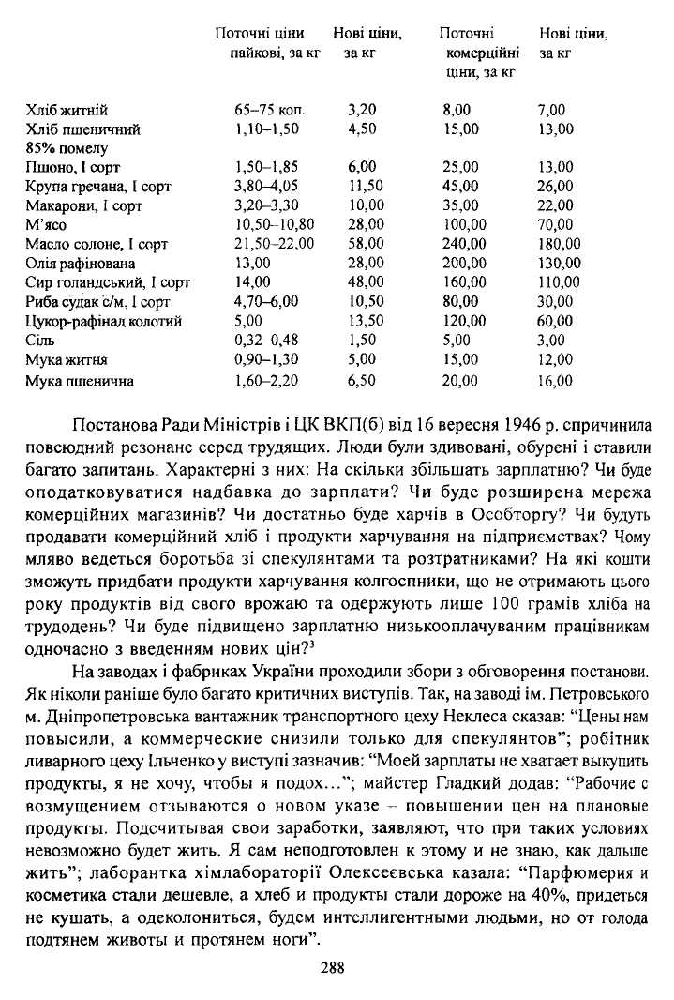 Поточні ціни Нові ціни, Поточні Нові ціни,
пайкові, за кг за кг комерційні за кг
ціни, за кг
Хліб житній 65–75 коп. 3,20 8,00 7,00
Хліб пшеничний 1,10–1,50 4,50 15,00 13,00
85% помелу
Пшоно, І сорт 1,50–1,85 6,00 25,00 13,00
Крупа гречана, І сорт 3,80–4,05 11,50 45,00 26,00
Макарони, І сорт 3,20–3,30 10,00 35,00 22,00
М’ясо 10,50–10,80 28,00 100,00 70,00
Масло солоне, І сорт 21,50–22,00 58,00 240,00 180,00
Олія рафінована 13,00 28,00 200,00 130,00
Сир голандський, І сорт 14,00 48,00 160,00 110,00
Риба судак с/м, І сорт 4,70–6,00 10,50 80,00 30,00
Цукор-рафінад колотий 5,00 13,50 120,00 60,00
Сіль 0,32–0,48 1,50 5,00 3,00
Мука житня 0,90–1,30 5,00 15,00 12,00
Мука пшенична 1,60–2,20 6,50 20,00 16,00
Постанова Ради Міністрів і ЦК ВКП(б) від 16 вересня 1946 р. спричинила
повсюдний резонанс серед трудящих. Люди були здивовані, обурені і ставили
багато запитань. Характерні з них: На скільки збільшать зарплатню? Чи буде
оподатковуватися надбавка до зарплати? Чи буде розширена мережа
комерційних магазинів? Чи достатньо буде харчів в Особторгу? Чи будуть
продавати комерційний хліб і продукти харчування на підприємствах? Чому
мляво ведеться боротьба зі спекулянтами та розтратниками? На які кошти
зможуть придбати продукти харчування колгоспники, що не отримають цього
року продуктів від свого врожаю та одержують лише 100 грамів хліба на
трудодень? Чи буде підвищено зарплатню низькооплачуваним працівникам
одночасно з введенням нових цін?³
На заводах і фабриках України проходили збори з обговорення постанови.
Як ніколи раніше було багато критичних виступів. Так, на заводі ім. Петровського
м. Дніпропетровська вантажник транспортного цеху Неклеса сказав: “Цены нам
повысили, а коммерческие снизили только для спекулянтов”; робітник
ливарного цеху Ільченко у виступі зазначив: “Моей зарплаты не хватает выкупить
продукты, я не хочу, чтобы я подох...”; майстер Гладкий додав: “Рабочие с
возмущением отзываются о новом указе – повышении цен на плановые
продукты. Подсчитывая свои заработки, заявляют, что при таких условиях
невозможно будет жить. Я сам неподготовлен к этому и не знаю, как дальше
жить”; лаборантка хімлабораторії Олексеєвська казала: “Парфюмерия и
косметика стали дешевле, а хлеб и продукты стали дороже на 40%, придеться
не кушать, а одеколониться, будем интеллигентными людьми, но от голода
подтянем животы и протянем ноги”.
288